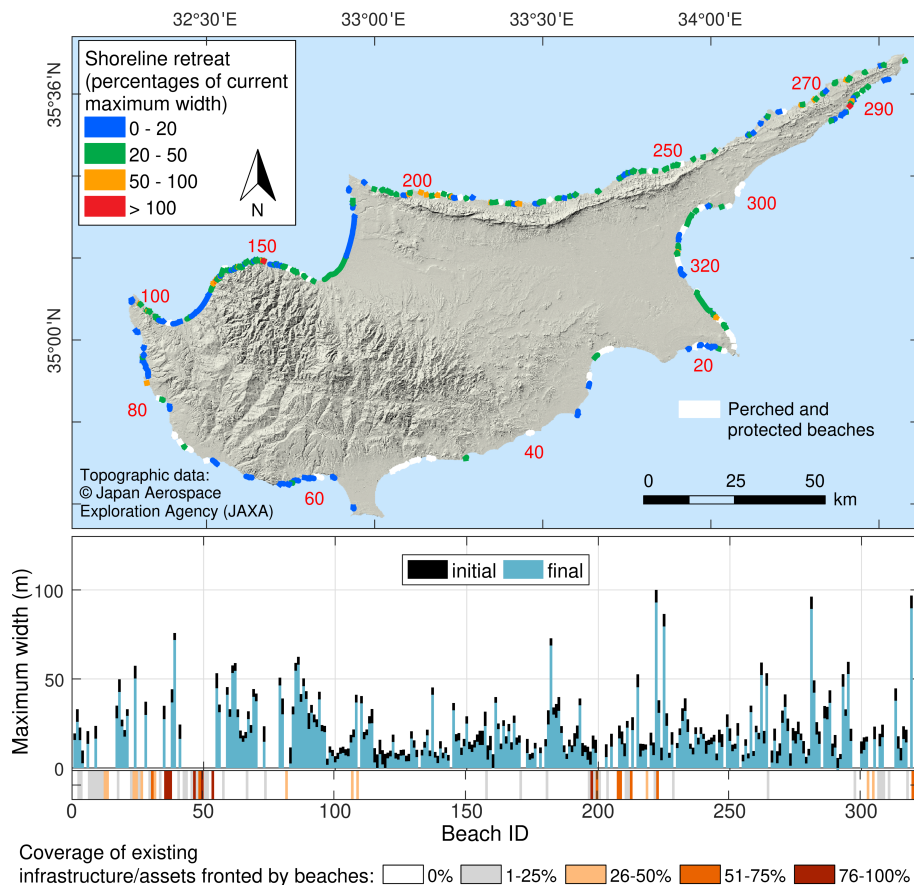 32°30'E 33°00'E 33°30'E 34°00'E
35°36'N
35°00'N
Shoreline retreat
(percentages of current
maximum width)
0 - 20
20 - 50
50 - 100
> 100
N
270
290
250
200
300
150
320
100
20
80
40
60
Perched and
protected beaches
Topographic data:
© Japan Aerospace
Exploration Agency (JAXA)
0 25 50
km
initial final
Maximum width (m)
100
50
0
0 50 100 150 200 250 300
Beach ID
Coverage of existing
infrastructure/assets fronted by beaches: 0% 1-25% 26-50% 51-75% 76-100%